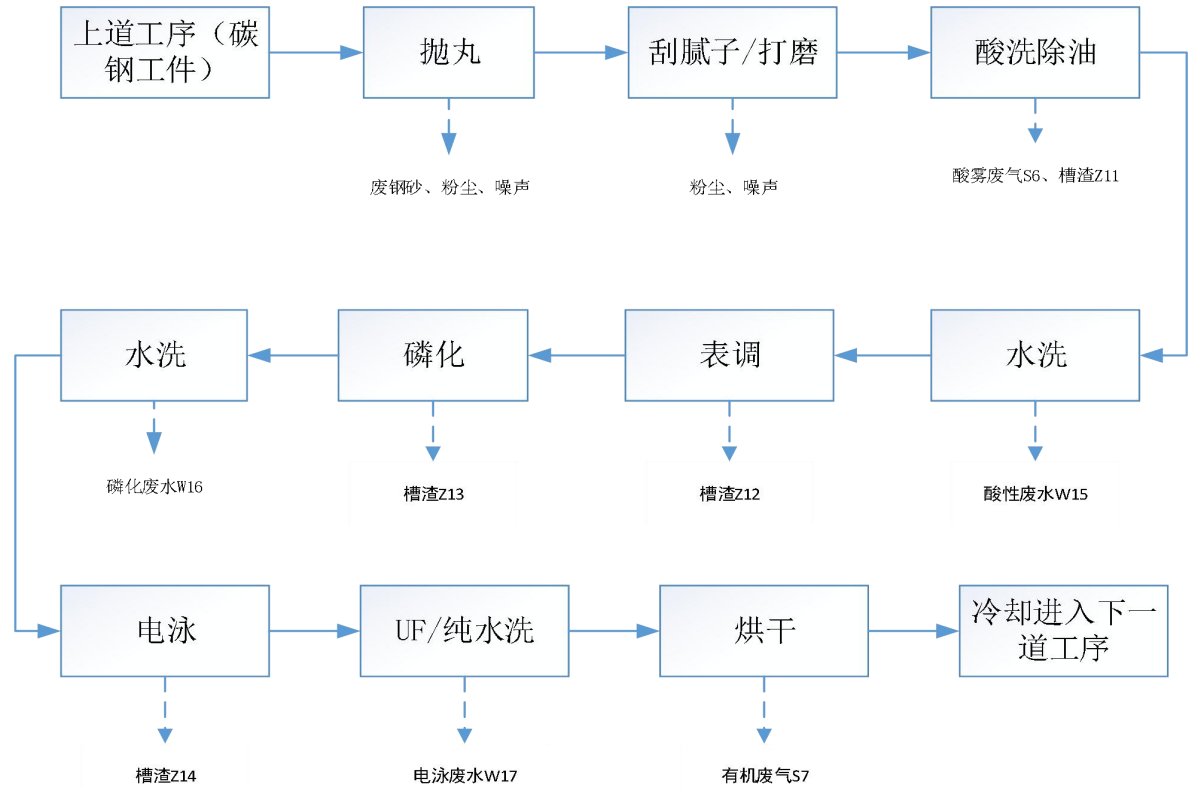 上道工序（碳
钢工件）
抛丸
刮腻子/打磨
酸洗除油
废钢砂、粉尘、噪声
粉尘、噪声
酸雾废气S6、槽渣Z11
水洗
磷化
表调
水洗
磷化废水W16
槽渣Z13
槽渣Z12
酸性废水W15
电泳
UF/纯水洗
烘干
冷却进入下一
道工序
槽渣Z14
电泳废水W17
有机废气S7